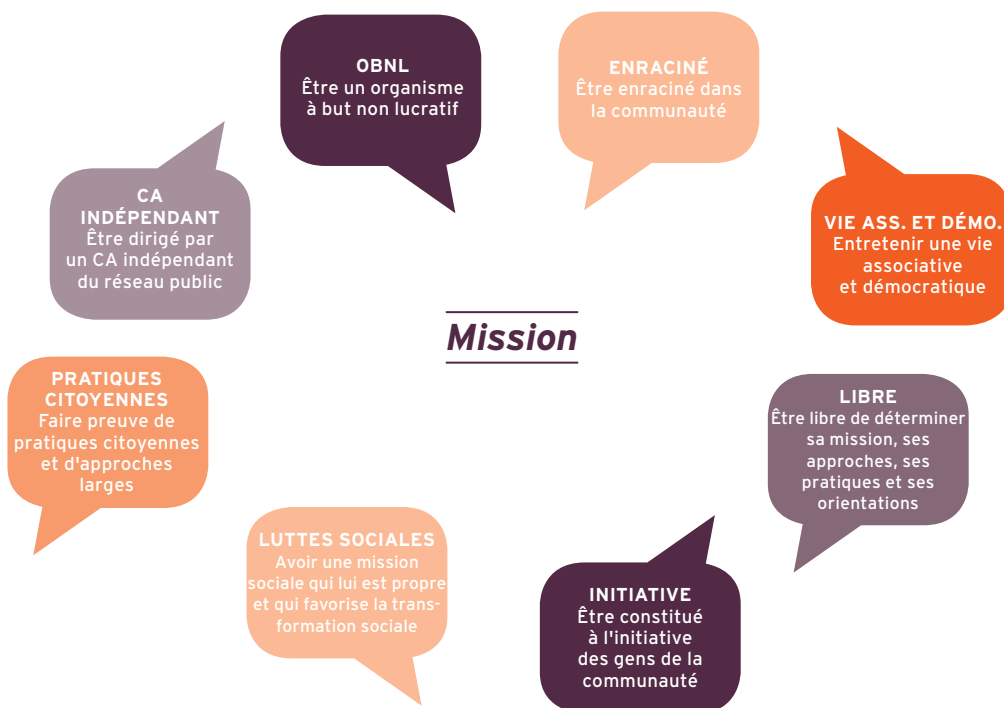 OBNL
Être un organisme
à but non lucratif
ENRACINÉ
Être enraciné dans
la communauté
CA
INDÉPENDANT
Être dirigé par
un CA indépendant
du réseau public
VIE ASS. ET DÉMO.
Entretenir une vie
associative
et démocratique
Mission
PRATIQUES
CITOYENNES
Faire preuve de
pratiques citoyennes
et d'approches
larges
LIBRE
Être libre de déterminer
sa mission, ses
approches, ses
pratiques et ses
orientations
LUTTES SOCIALES
Avoir une mission
sociale qui lui est propre
et qui favorise la trans-
formation sociale
INITIATIVE
Être constitué
à l'initiative
des gens de la
communauté